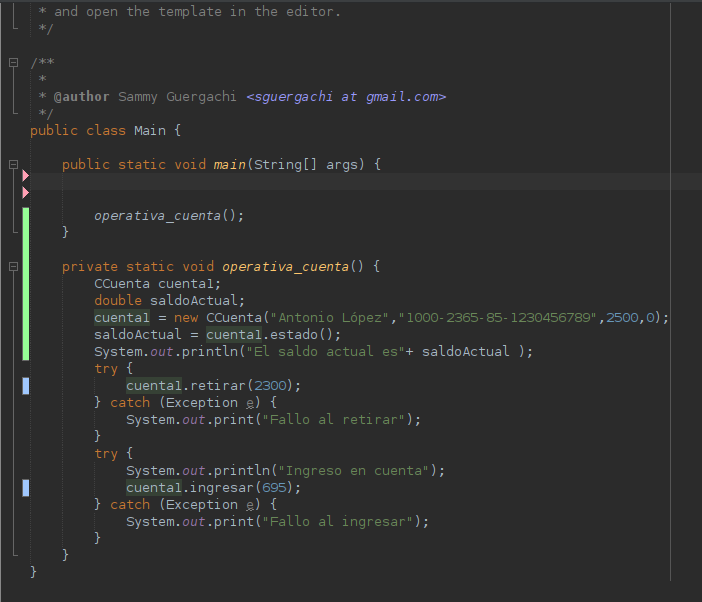 * and open the template in the editor.
 */

/**
 *
 * @author Sammy Guergachi <sguergachi at gmail.com>
 */
public class Main {

    public static void main(String[] args) {


        operativa_cuenta();
    }

    private static void operativa_cuenta() {
        CCuenta cuenta1;
        double saldoActual;
        cuenta1 = new CCuenta("Antonio López","1000-2365-85-1230456789",2500,0);
        saldoActual = cuenta1.estado();
        System.out.println("El saldo actual es"+ saldoActual );
        try {
            cuenta1.retirar(2300);
        } catch (Exception e) {
            System.out.print("Fallo al retirar");
        }
        try {
            System.out.println("Ingreso en cuenta");
            cuenta1.ingresar(695);
        } catch (Exception e) {
            System.out.print("Fallo al ingresar");
        }
    }
}